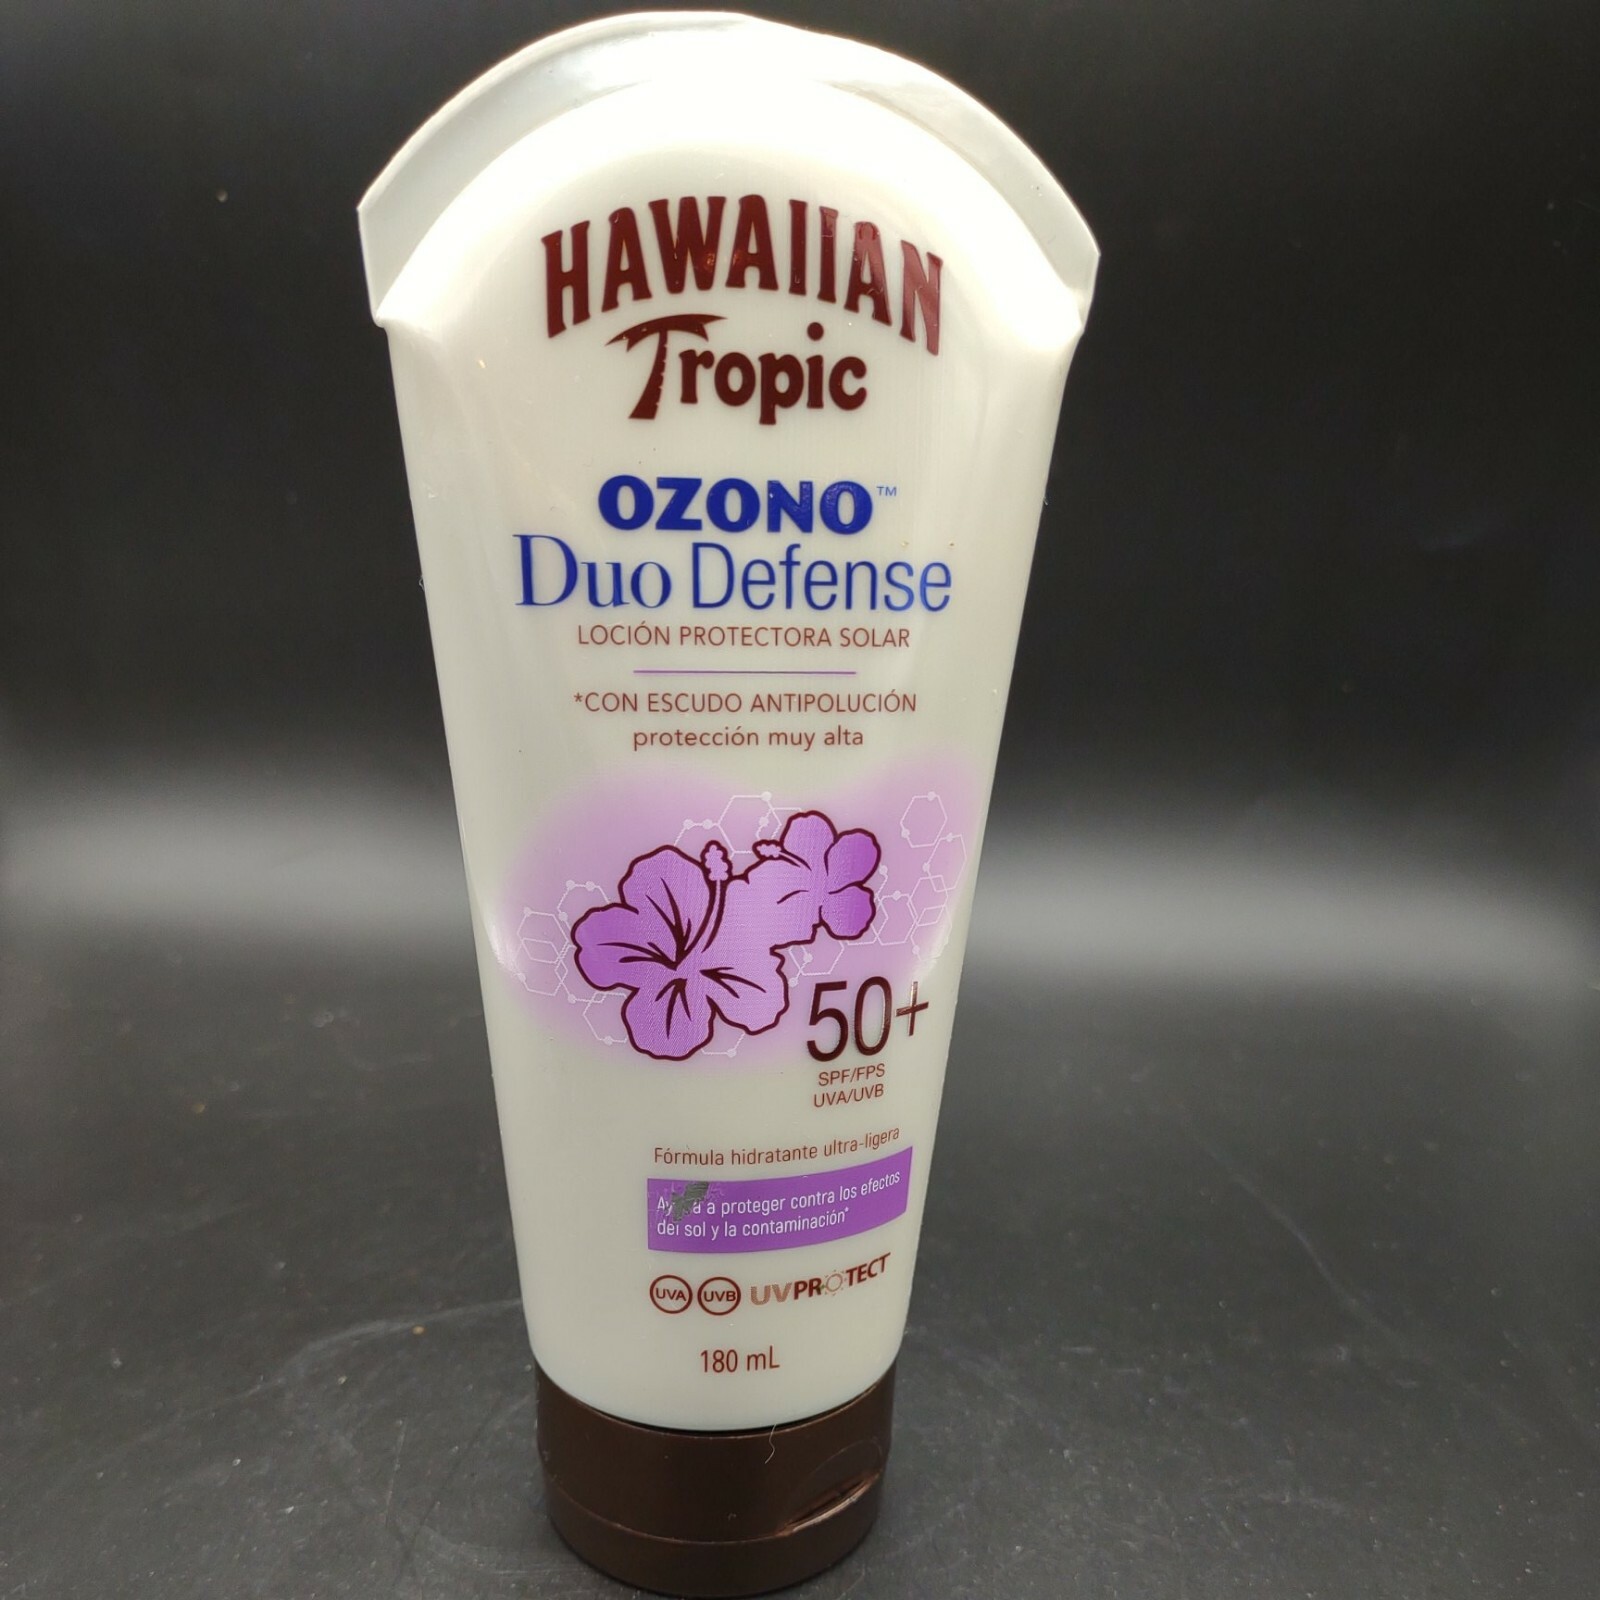 HAWAIIAN
Tropic
OZONO™
Duo Defense
LOCIÓN PROTECTORA SOLAR
*CON ESCUDO ANTIPOLUCIÓN
protección muy alta
50+
SPF/FPS
UVA/UVB
Fórmula hidratante ultra-ligera
a proteger contra los efectos
del sol y la contaminación*
UVA UVB UVPROTECT
180 mL